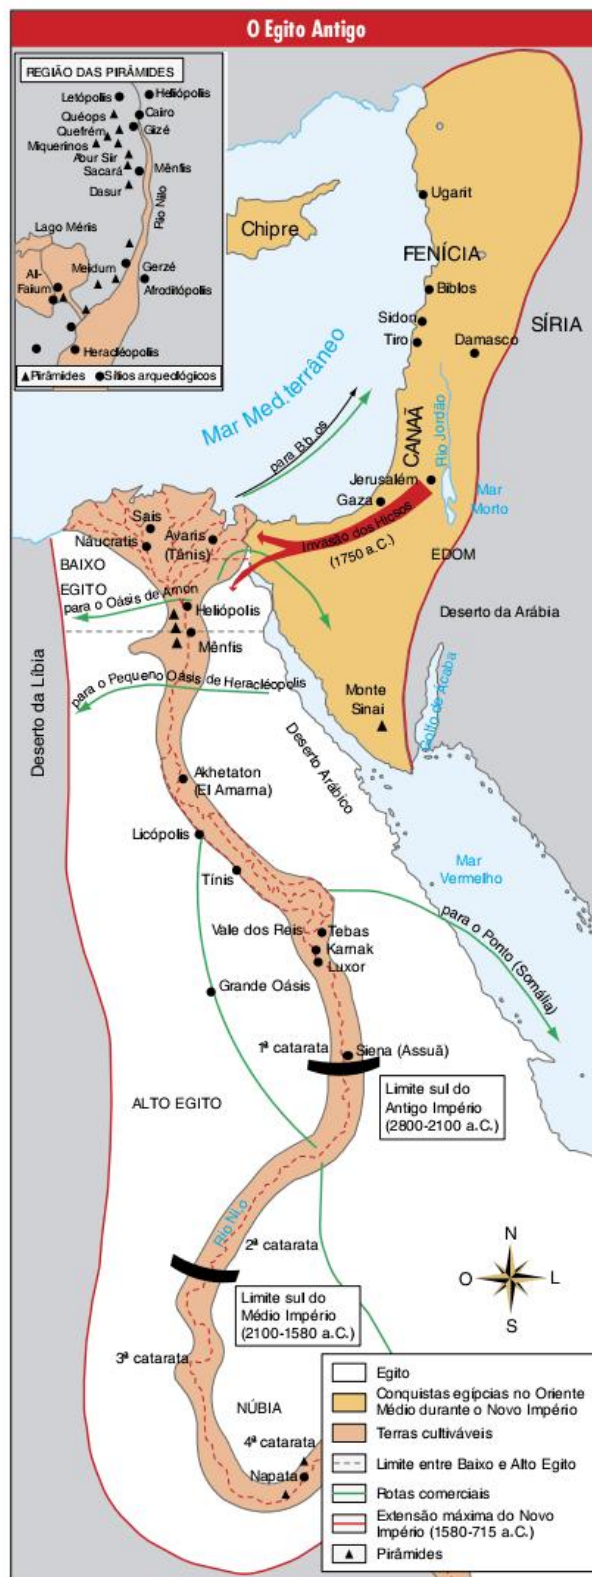 O Egito Antigo
REGIÃO DAS PIRÂMIDES
Letópolis
Heliópolis
Quéops
Cairo
Quefrém
Gizé
Miquerinos
Abur Sir
Sacará
Mênfis
Dasur
Rio Nilo
Lago Méris
Meidum
Gerzé
Al-
Faium
Afroditópolis
Heracléopolis
Pirâmides
Sítios arqueológicos
Chipre
Ugarit
FENÍCIA
Biblos
SÍRIA
Sidon
Tiro
Damasco
Mar Med.terrâneo
CANAÃ
Rio Jordão
para B.b.os
Jerusalém
Gaza
Mar
Morto
Invasão dos Hicsos
(1750 a.C.)
EDOM
Sais
Náucratis
Avaris
(Tânis)
BAIXO
EGITO
para o Oásis de Amon
Heliópolis
Mênfis
Deserto da Arábia
Deserto da Líbia
para o Pequeno Oásis de Heracléopolis
Monte
Sinai
Golfo de Acaba
Deserto Arábico
Akhetaton
(El Amarna)
Licópolis
Tínis
Mar
Vermelho
Vale dos Reis
Tebas
Karnak
Luxor
para o Ponto (Somália)
Grande Oásis
1ª catarata
Siena (Assuã)
ALTO EGITO
Limite sul do
Antigo Império
(2800-2100 a.C.)
Rio Ni.o
2ª catarata
Limite sul do
Médio Império
(2100-1580 a.C.)
N
O
L
S
3ª catarata
NÚBIA
4ª catarata
Napata
Egito
Conquistas egípcias no Oriente
Médio durante o Novo Império
Terras cultiváveis
Limite entre Baixo e Alto Egito
Rotas comerciais
Extensão máxima do Novo
Império (1580-715 a.C.)
Pirâmides